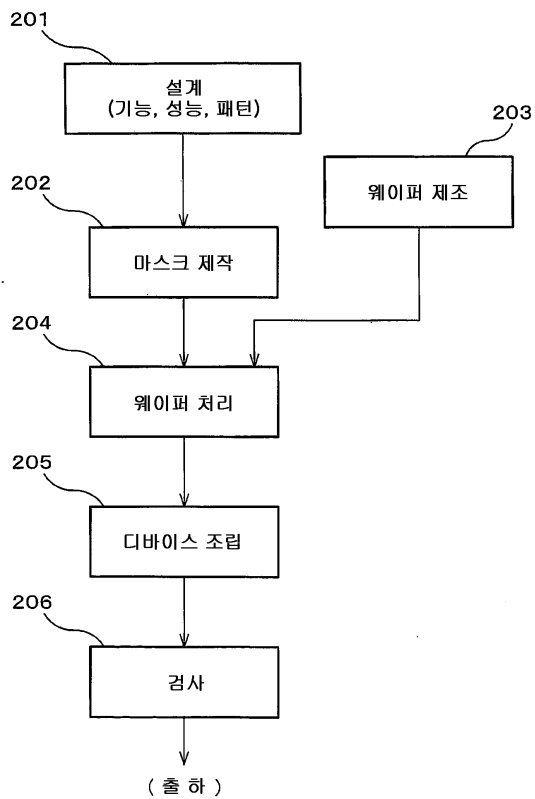 201
설계
(기능, 성능, 패턴)
203
웨이퍼 제조
202
마스크 제작
204
웨이퍼 처리
205
디바이스 조립
206
검사
( 출 하 )